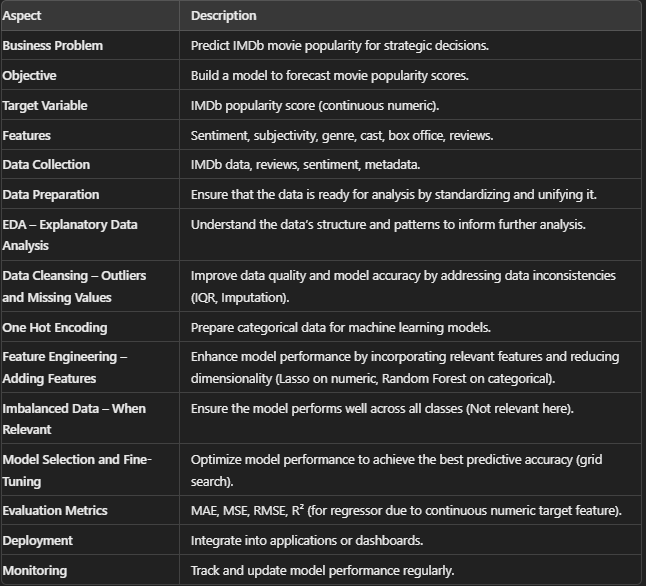 Aspect Description
Business Problem Predict IMDb movie popularity for strategic decisions.
Objective Build a model to forecast movie popularity scores.
Target Variable IMDb popularity score (continuous numeric).
Features Sentiment, subjectivity, genre, cast, box office, reviews.
Data Collection IMDb data, reviews, sentiment, metadata.
Data Preparation Ensure that the data is ready for analysis by standardizing and unifying it.
EDA – Explanatory Data Understand the data's structure and patterns to inform further analysis.
Analysis
Data Cleansing – Outliers Improve data quality and model accuracy by addressing data inconsistencies
and Missing Values (IQR, Imputation).
One Hot Encoding Prepare categorical data for machine learning models.
Feature Engineering – Enhance model performance by incorporating relevant features and reducing
Adding Features dimensionality (Lasso on numeric, Random Forest on categorical).
Imbalanced Data – When Ensure the model performs well across all classes (Not relevant here).
Relevant
Model Selection and Fine- Optimize model performance to achieve the best predictive accuracy (grid
Tuning search).
Evaluation Metrics MAE, MSE, RMSE, R² (for regressor due to continuous numeric target feature).
Deployment Integrate into applications or dashboards.
Monitoring Track and update model performance regularly.